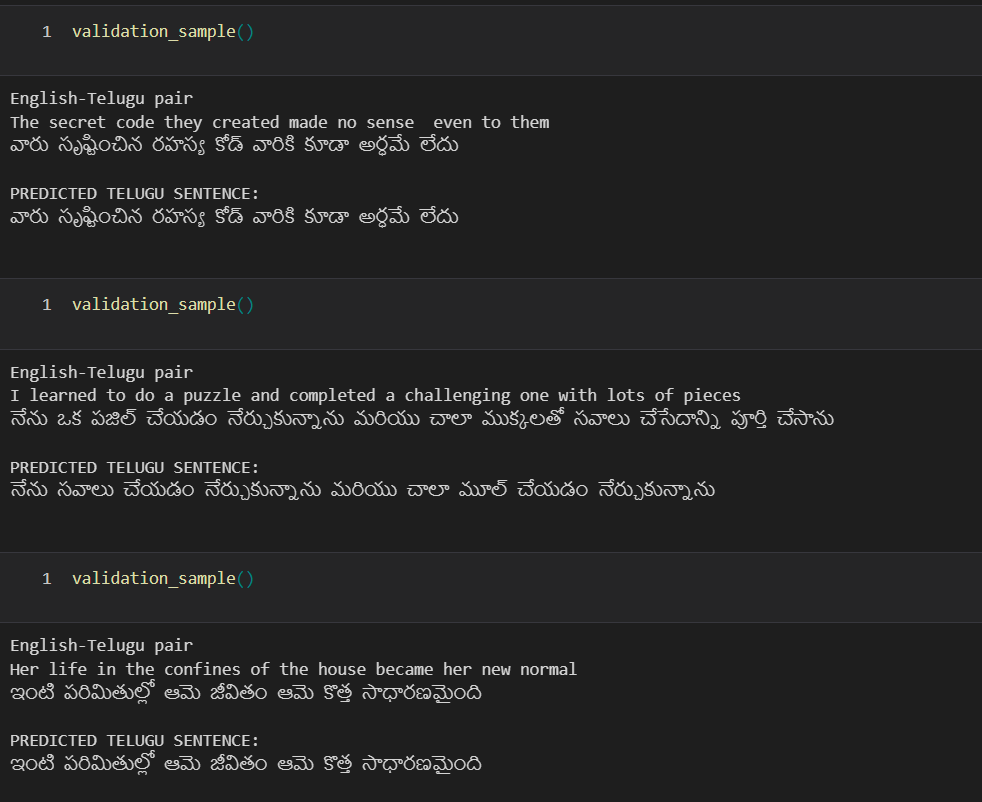 1 validation_sample()
English-Telugu pair
The secret code they created made no sense  even to them
వారు సృష్టించిన రహస్య కోడ్ వారికి కూడా అర్ధమే లేదు
PREDICTED TELUGU SENTENCE:
వారు సృష్టించిన రహస్య కోడ్ వారికి కూడా అర్ధమే లేదు
1 validation_sample()
English-Telugu pair
I learned to do a puzzle and completed a challenging one with lots of pieces
నేను ఒక పజిల్ చేయడం నేర్చుకున్నాను మరియు చాలా ముక్కలతో సవాలు చేసేదాన్ని పూర్తి చేసాను
PREDICTED TELUGU SENTENCE:
నేను సవాలు చేయడం నేర్చుకున్నాను మరియు చాలా మూల్ చేయడం నేర్చుకున్నాను
1 validation_sample()
English-Telugu pair
Her life in the confines of the house became her new normal
ఇంటి పరిమితుల్లో ఆమె జీవితం ఆమె కొత్త సాధారణమైంది
PREDICTED TELUGU SENTENCE:
ఇంటి పరిమితుల్లో ఆమె జీవితం ఆమె కొత్త సాధారణమైంది